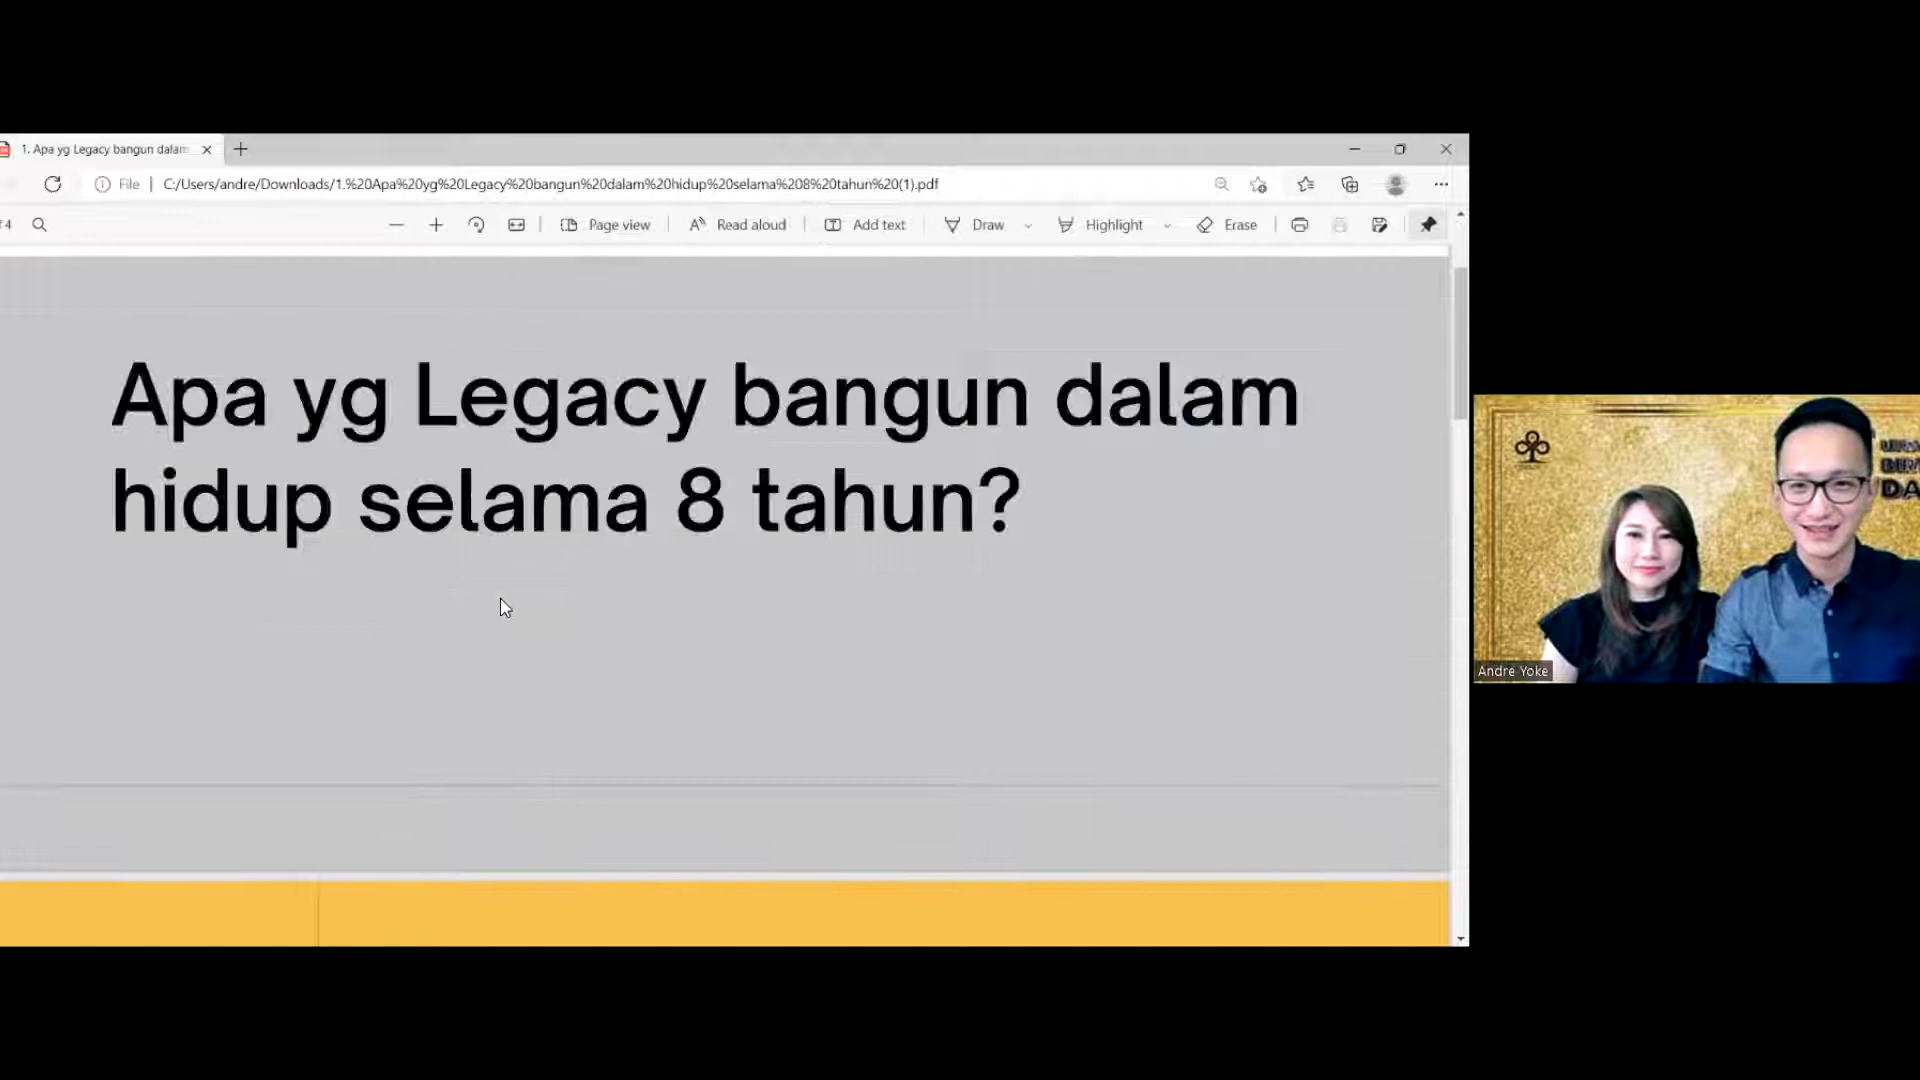 1. Apa yg Legacy bangun dalam
File
C:/Users/andre/Downloads/1.%20Apa%20yg%20Legacy%20bangun%20dalam%20hidup%20selama%208%20tahun%20(1).pdf
Page view
Read aloud
Add text
Draw
Highlight
Erase
Apa yg Legacy bangun dalam
hidup selama 8 tahun?
DA
Andre Yoke